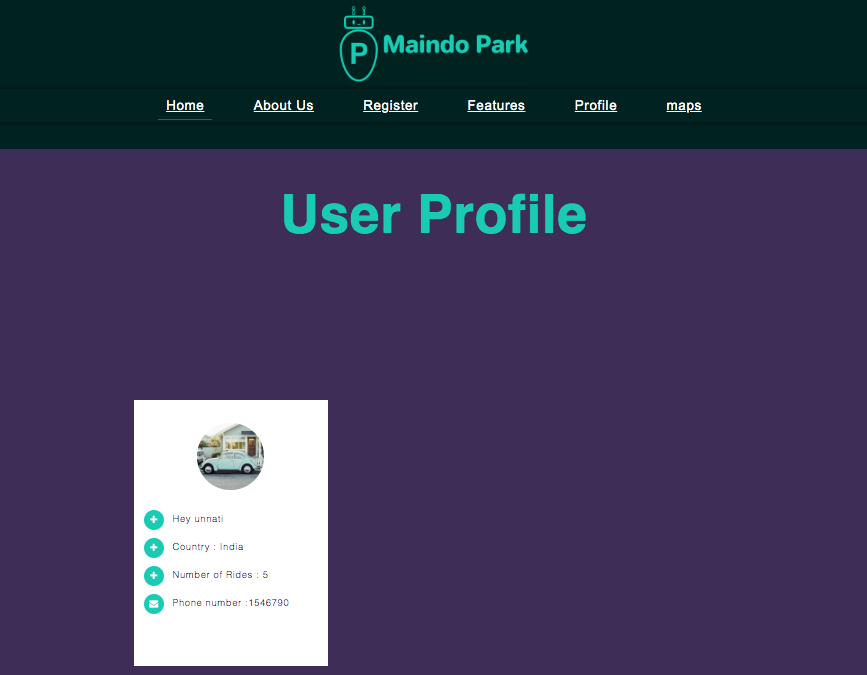 P Maindo Park
Home About Us Register Features Profile maps
User Profile
Hey unnati
Country : India
Number of Rides : 5
Phone number :1546790